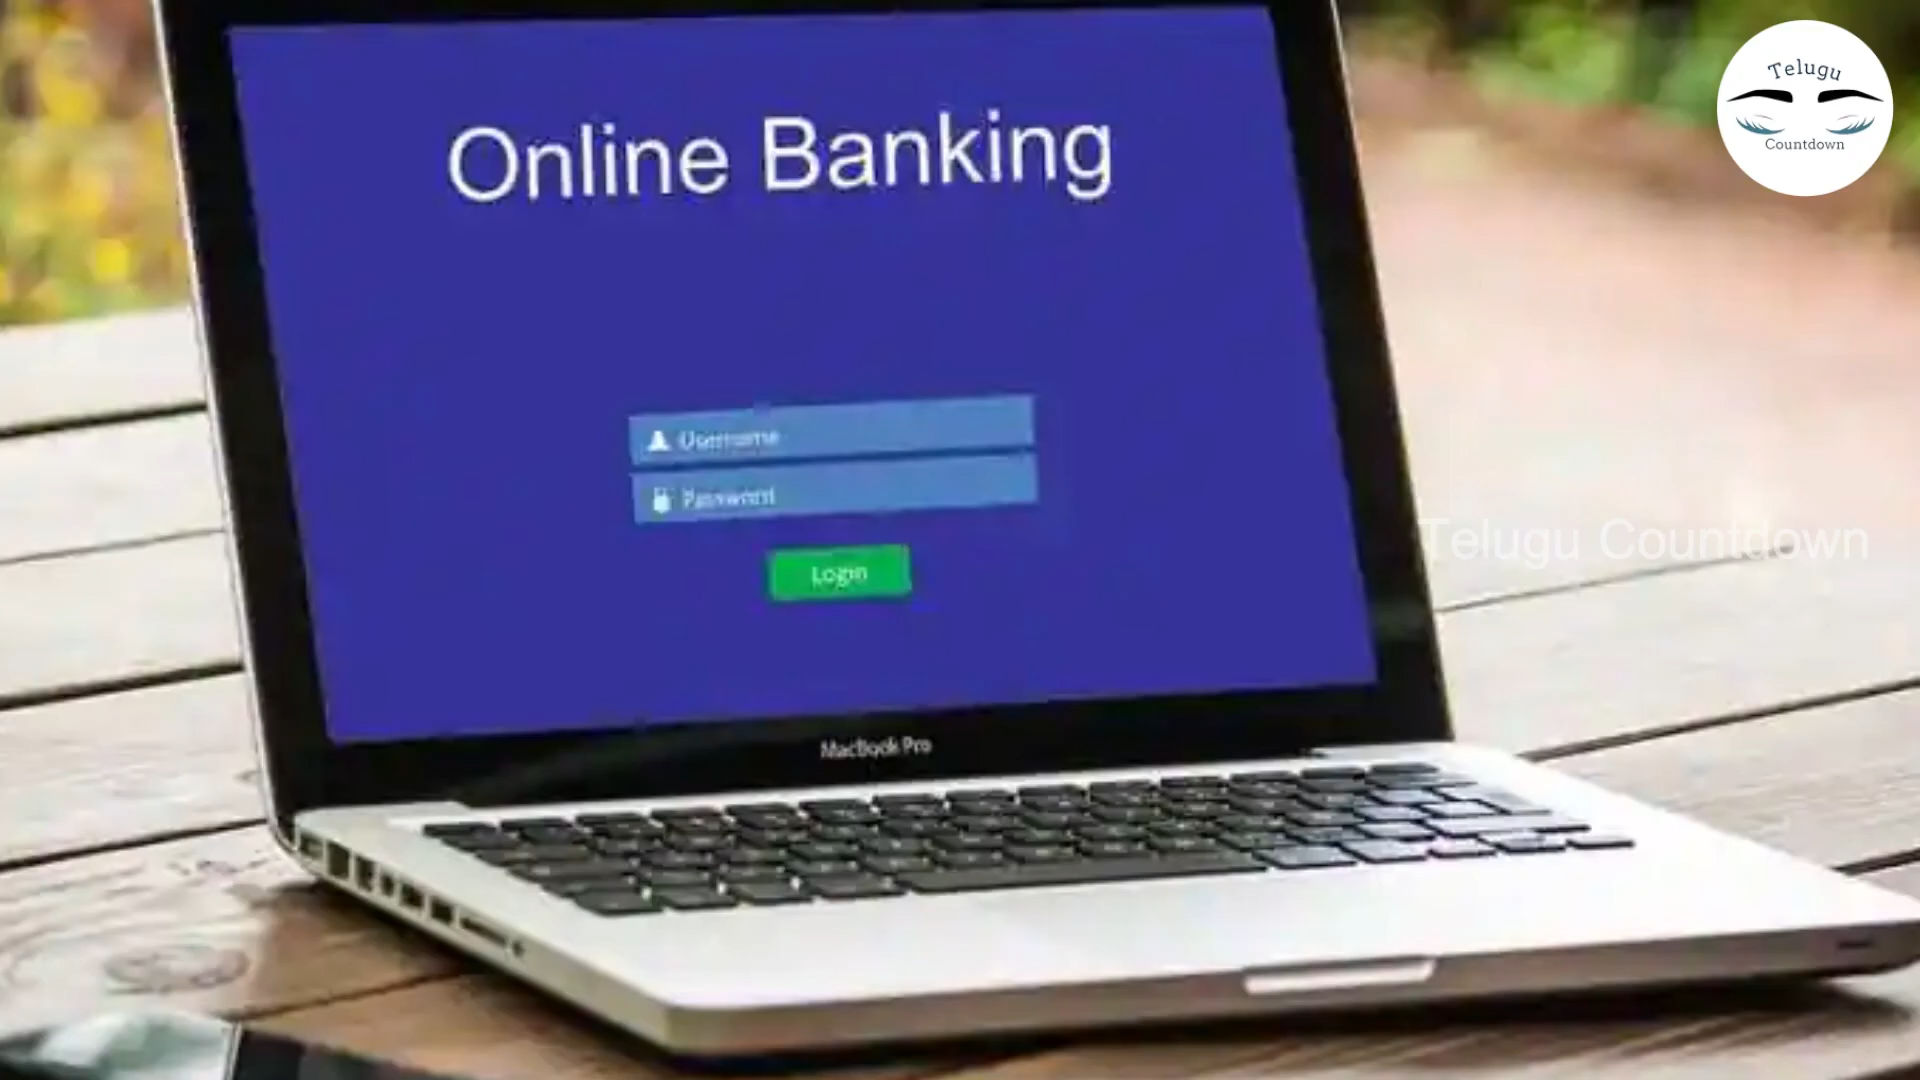 Telugu
Countdown
Online Banking
Username
Password
Login
Telugu Countdown
MacBook Pro